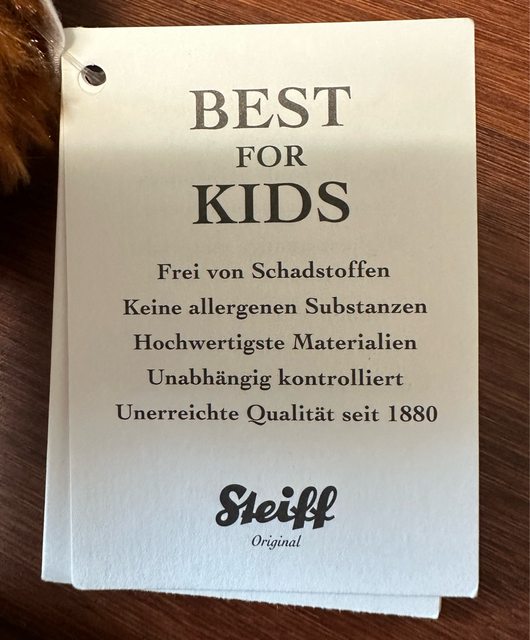 BEST
FOR
KIDS
Frei von Schadstoffen
Keine allergenen Substanzen
Hochwertigste Materialien
Unabhängig kontrolliert
Unerreichte Qualität seit 1880
Steiff
Original